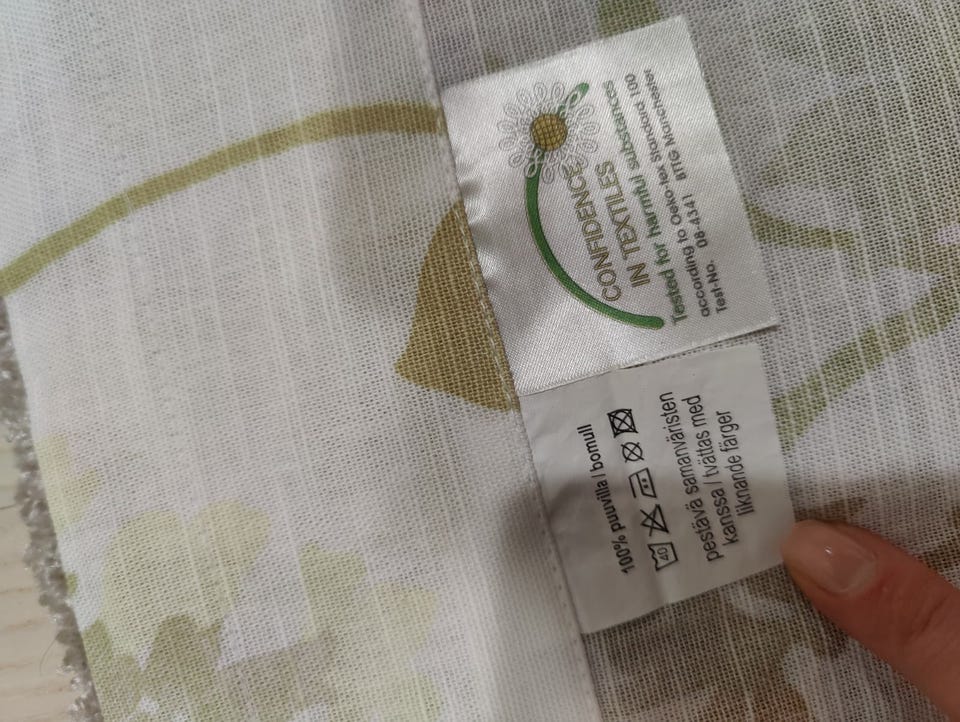 CONFIDENCE
IN TEXTILES
Tested for harmful substances
according to Oeko-Tex Standard 100
Test-No. 08-4341 BTTG Manchester
100% puuvilla / bomull
40
pestävä samanväristen
kanssa / tvättas med
liknande färger